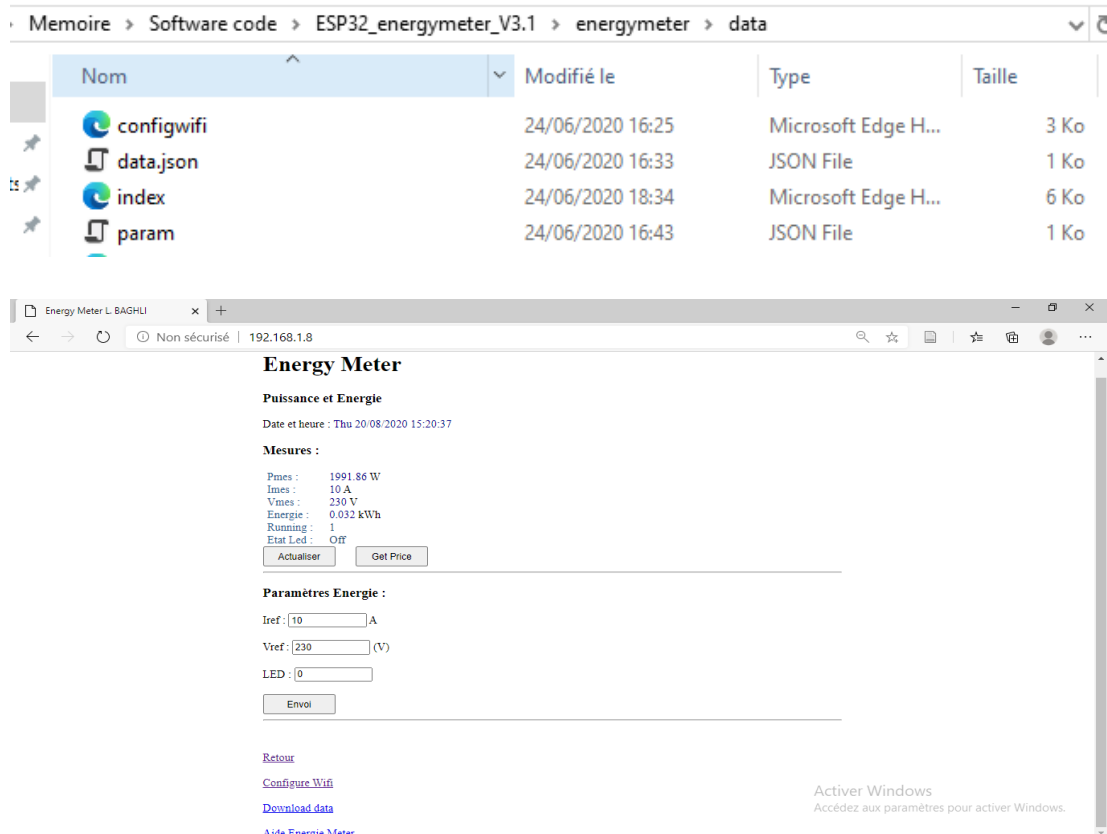 Memoire > Software code > ESP32_energymeter_V3.1 > energymeter > data
Nom Modifié le Type Taille
configwifi 24/06/2020 16:25 Microsoft Edge H... 3 Ko
data.json 24/06/2020 16:33 JSON File 1 Ko
index 24/06/2020 18:34 Microsoft Edge H... 6 Ko
param 24/06/2020 16:43 JSON File 1 Ko
Energy Meter L. BAGHLI
Non sécurisé | 192.168.1.8
Energy Meter
Puissance et Energie
Date et heure : Thu 20/08/2020 15:20:37
Mesures :
Pmes : 1991.86 W
Imes : 10 A
Vmes : 230 V
Energie : 0.032 kWh
Running : 1
Etat Led : Off
Actualiser Get Price
Paramètres Energie :
Iref : 10 A
Vref : 230 (V)
LED : 0
Envoi
Retour
Configure Wifi
Download data
Aide Energie Meter
Activer Windows
Accédez aux paramètres pour activer Windows.